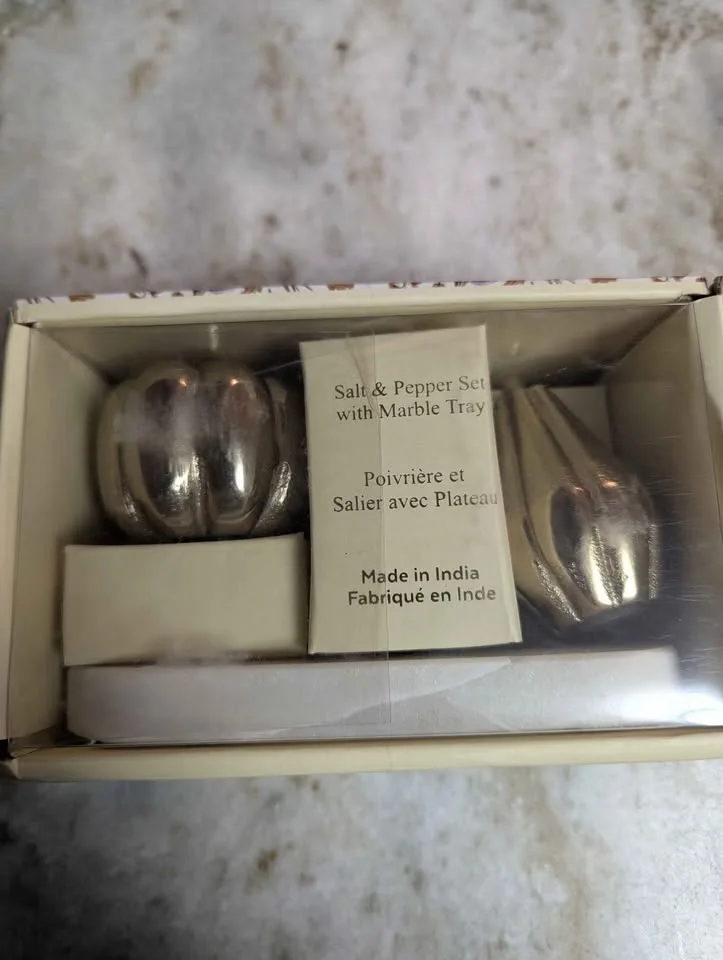 Salt & Pepper Set
with Marble Tray
Poivrière et
Salier avec Plateau
Made in India
Fabriqué en Inde